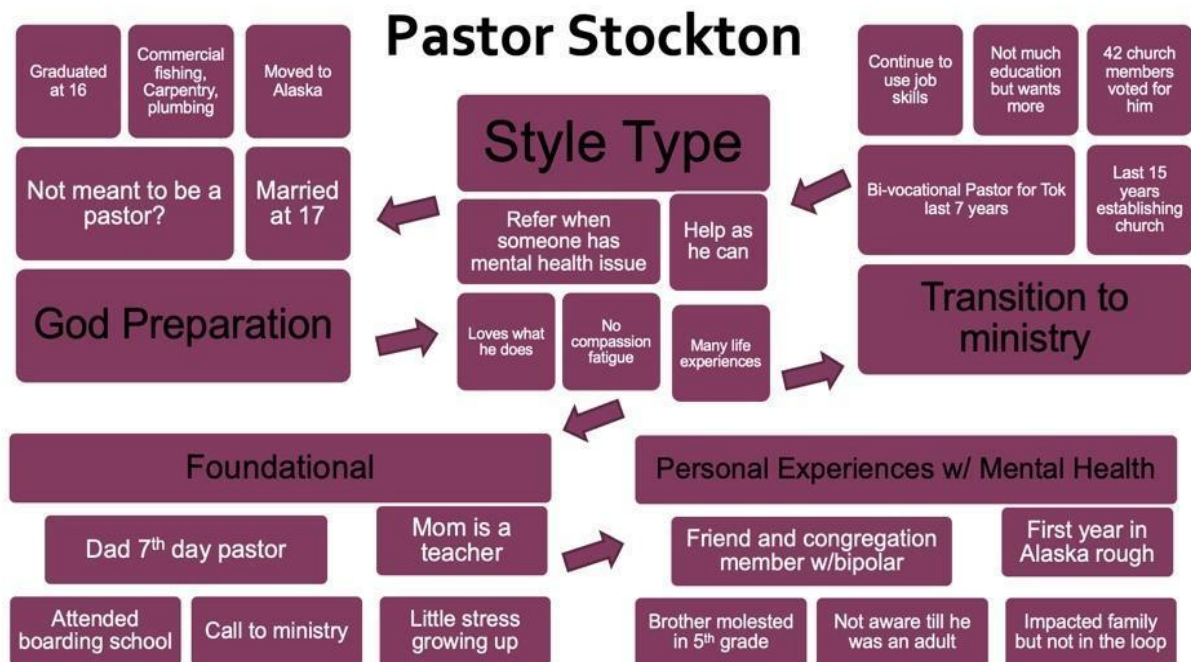 Pastor Stockton
Graduated
at 16
Commercial
fishing,
Carpentry,
plumbing
Moved to
Alaska
Not meant to be a
pastor?
Married
at 17
God Preparation
Style Type
Refer when
someone has
mental health issue
Help as
he can
Loves what
he does
No
compassion
fatigue
Many life
experiences
Continue to
use job
skills
Not much
education
but wants
more
42 church
members
voted for
him
Bi-vocational Pastor for Tok
last 7 years
Last 15
years
establishing
church
Transition to
ministry
Foundational
Dad 7th day pastor
Mom is a
teacher
Attended
boarding school
Call to ministry
Little stress
growing up
Personal Experiences w/ Mental Health
Friend and congregation
member w/bipolar
First year in
Alaska rough
Brother molested
in 5th grade
Not aware till he
was an adult
Impacted family
but not in the loop